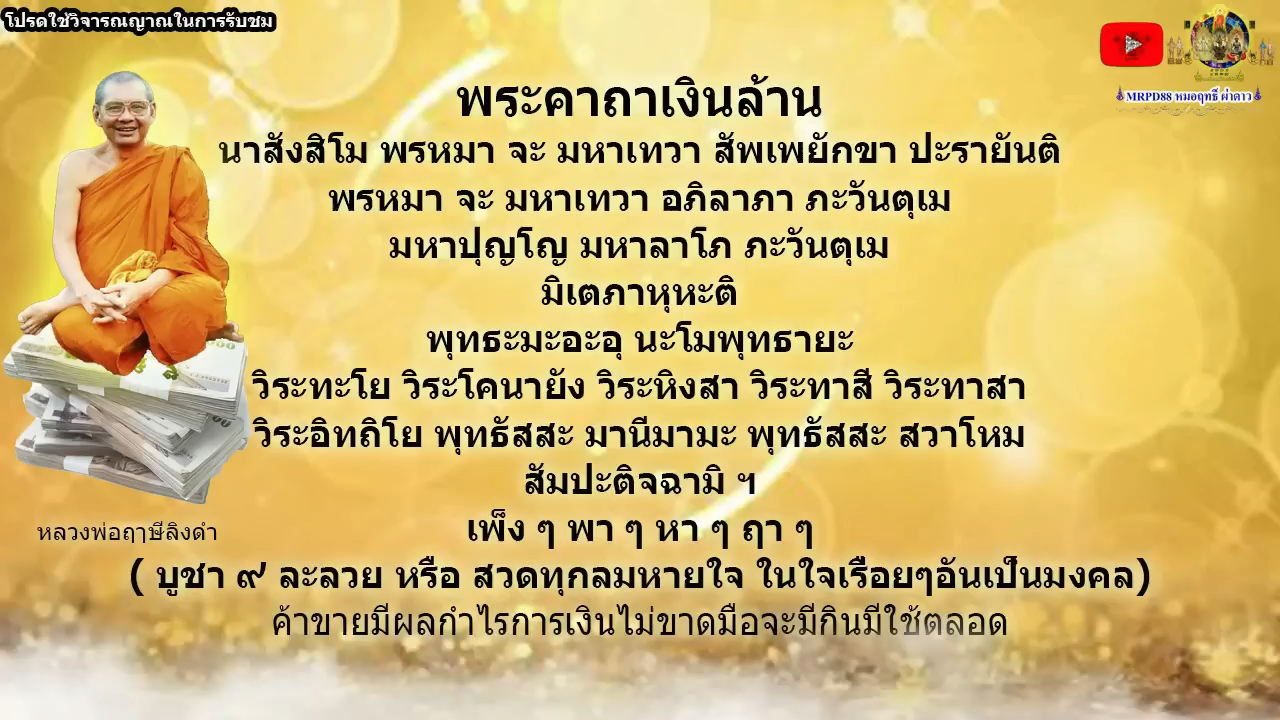 โปรดใช้วิจารณญาณในการรับชม
MRPD88 หมอฤทธิ์ ผ่าดาว
พระคาถาเงินล้าน
นาสังสิโม พรหมา จะ มหาเทวา สัพเพยักขา ปะรายันติ
พรหมา จะ มหาเทวา อภิลาภา ภะวันตุเม
มหาปุญโญ มหาลาโภ ภะวันตุเม
มิเตภาหุหะติ
พุทธะมะอะอุ นะโมพุทธายะ
วิระทะโย วิระโคนายัง วิระหิงสา วิระทาสี วิระทาสา
วิระอิทถิโย พุทธัสสะ มานีมามะ พุทธัสสะ สวาโหม
สัมปะติจฉามิ ฯ
เพ็ง ๆ พา ๆ หา ๆ ฤา ๆ
( บูชา ๙ ละลวย หรือ สวดทุกลมหายใจ ในใจเรือยๆอันเป็นมงคล)
ค้าขายมีผลกำไรการเงินไม่ขาดมือจะมีกินมีใช้ตลอด
หลวงพ่อฤๅษีลิงดำ